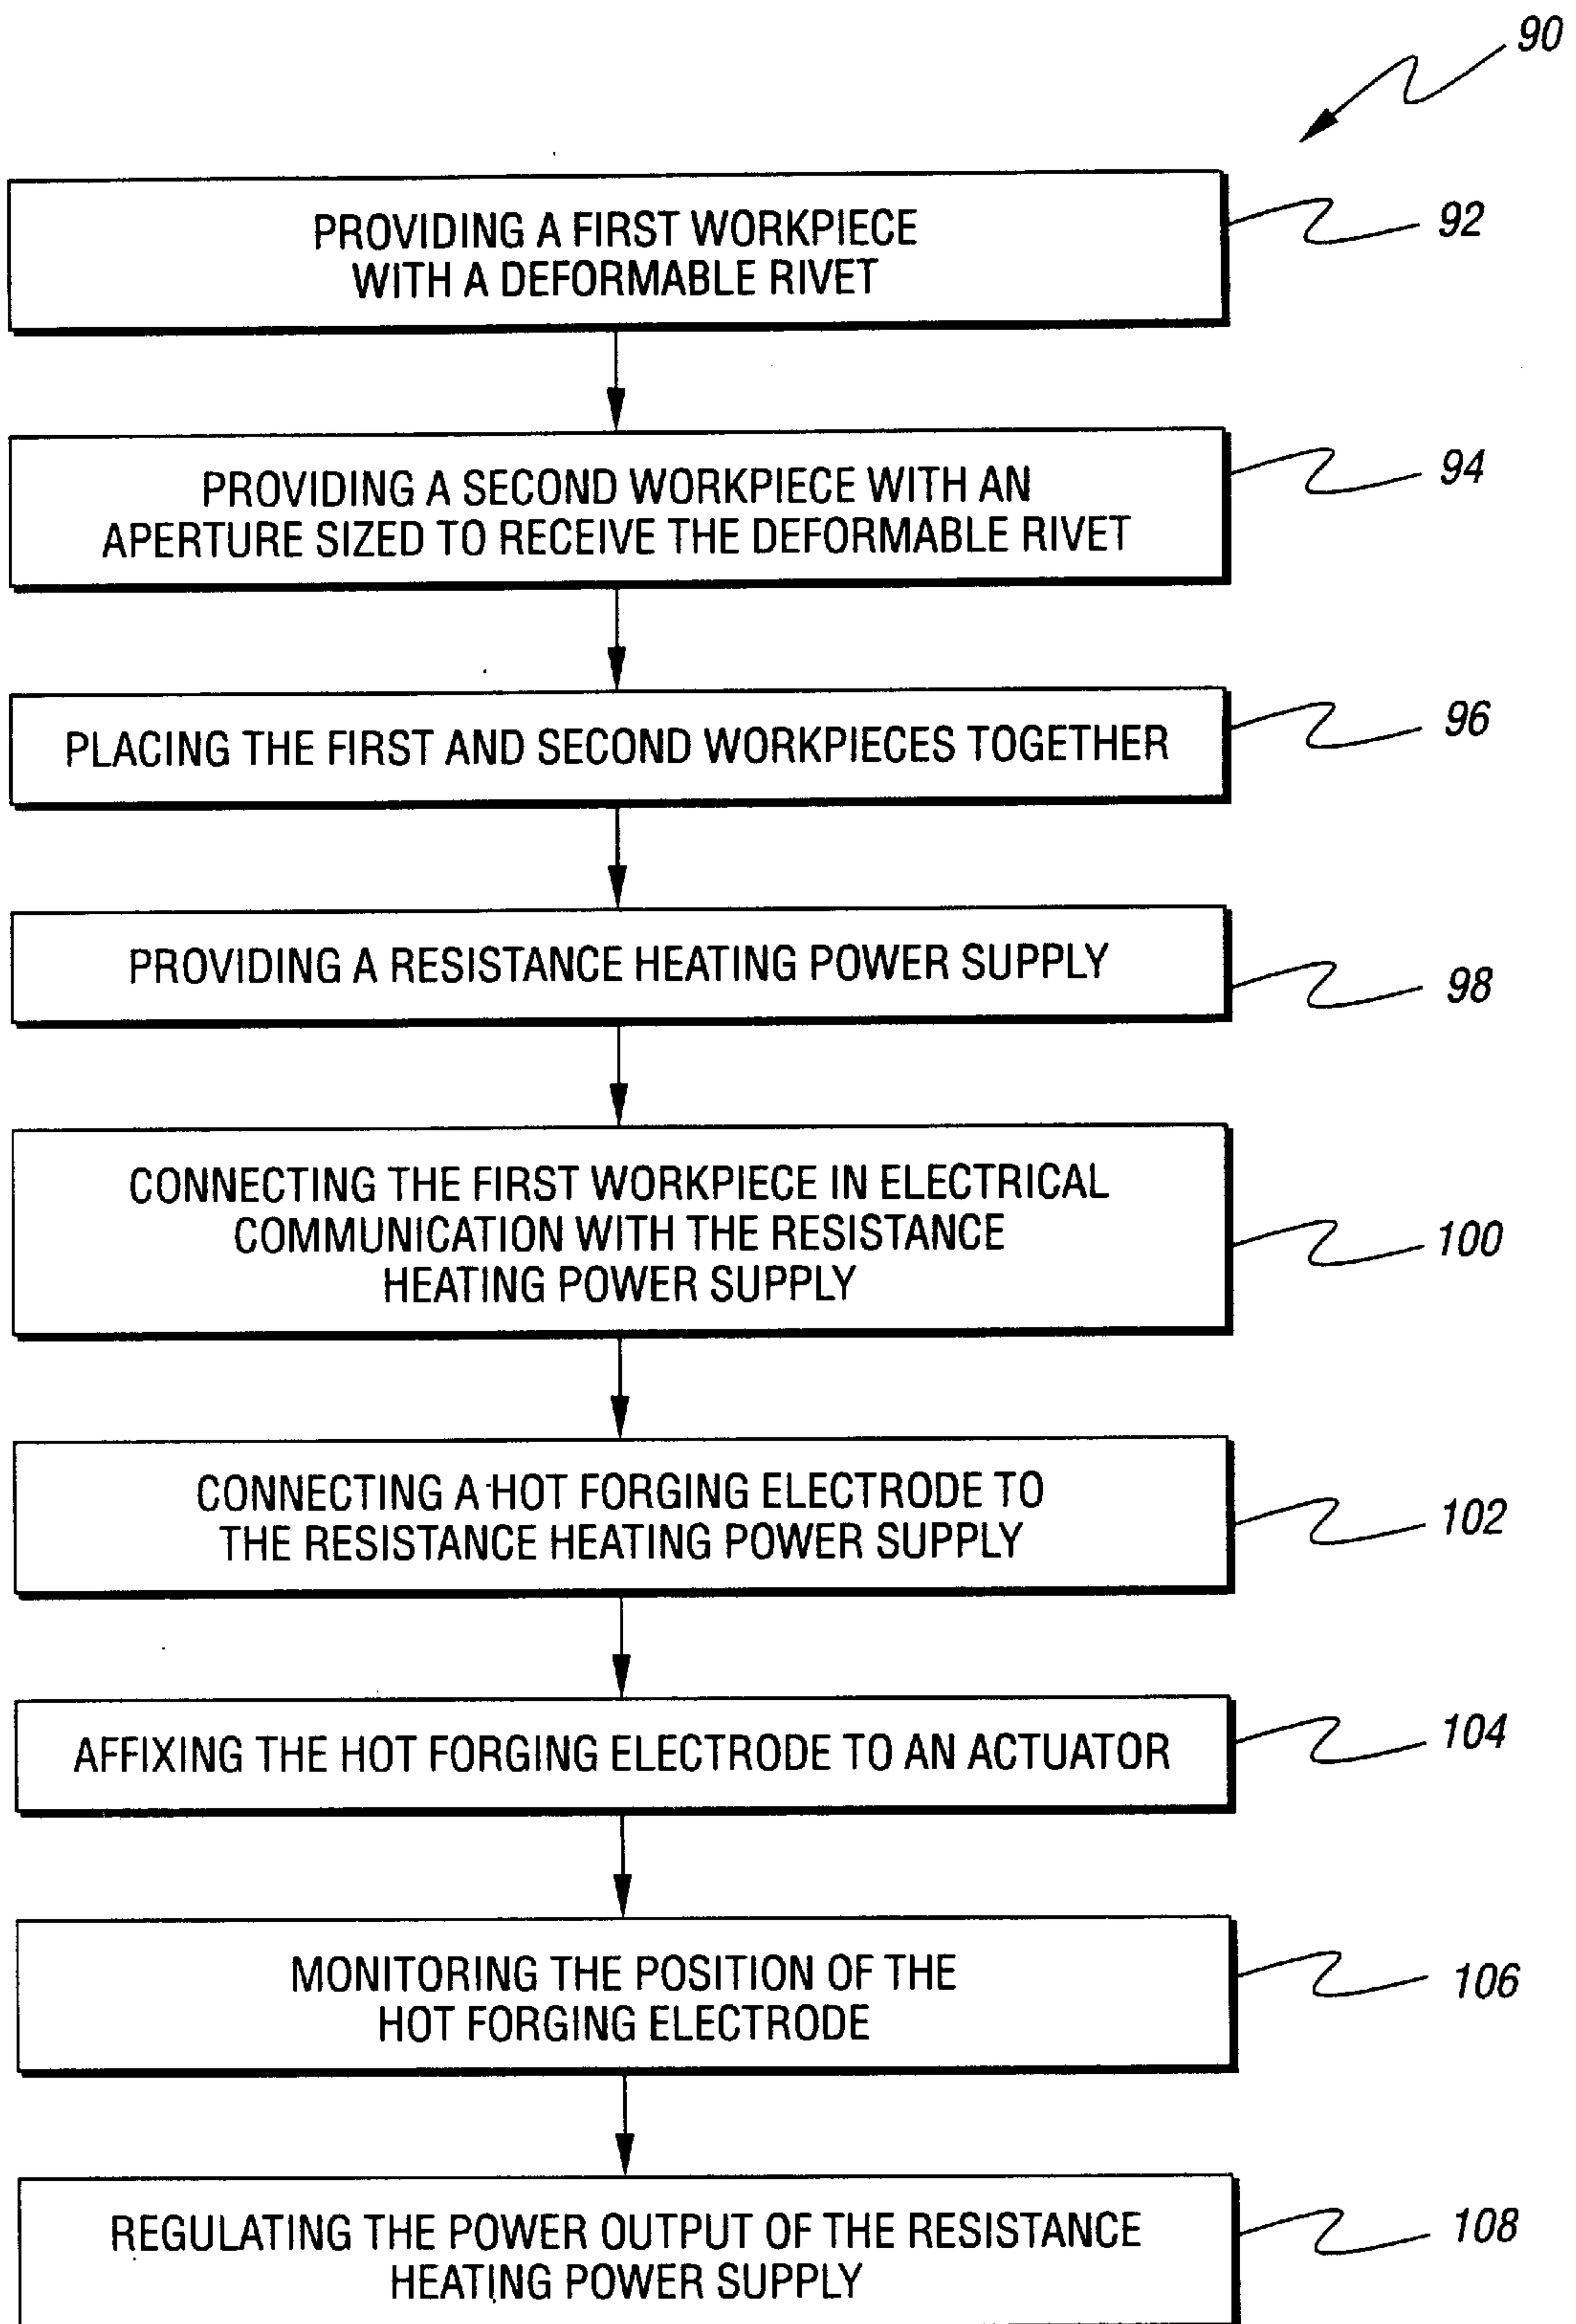 90
PROVIDING A FIRST WORKPIECE
WITH A DEFORMABLE RIVET
92
PROVIDING A SECOND WORKPIECE WITH AN
APERTURE SIZED TO RECEIVE THE DEFORMABLE RIVET
94
PLACING THE FIRST AND SECOND WORKPIECES TOGETHER
96
PROVIDING A RESISTANCE HEATING POWER SUPPLY
98
CONNECTING THE FIRST WORKPIECE IN ELECTRICAL
COMMUNICATION WITH THE RESISTANCE
HEATING POWER SUPPLY
100
CONNECTING A HOT FORGING ELECTRODE TO
THE RESISTANCE HEATING POWER SUPPLY
102
AFFIXING THE HOT FORGING ELECTRODE TO AN ACTUATOR
104
MONITORING THE POSITION OF THE
HOT FORGING ELECTRODE
106
REGULATING THE POWER OUTPUT OF THE RESISTANCE
HEATING POWER SUPPLY
108